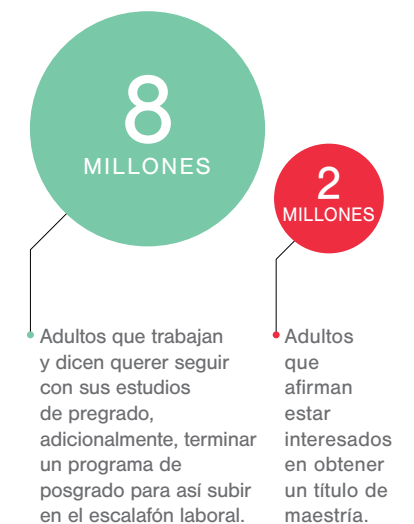 8
MILLONES
2
MILLONES
Adultos que trabajan
y dicen querer seguir
con sus estudios
de pregrado,
adicionalmente, terminar
un programa de
posgrado para así subir
en el escalafón laboral.
Adultos
que
afirman
estar
interesados
en obtener
un título de
maestría.